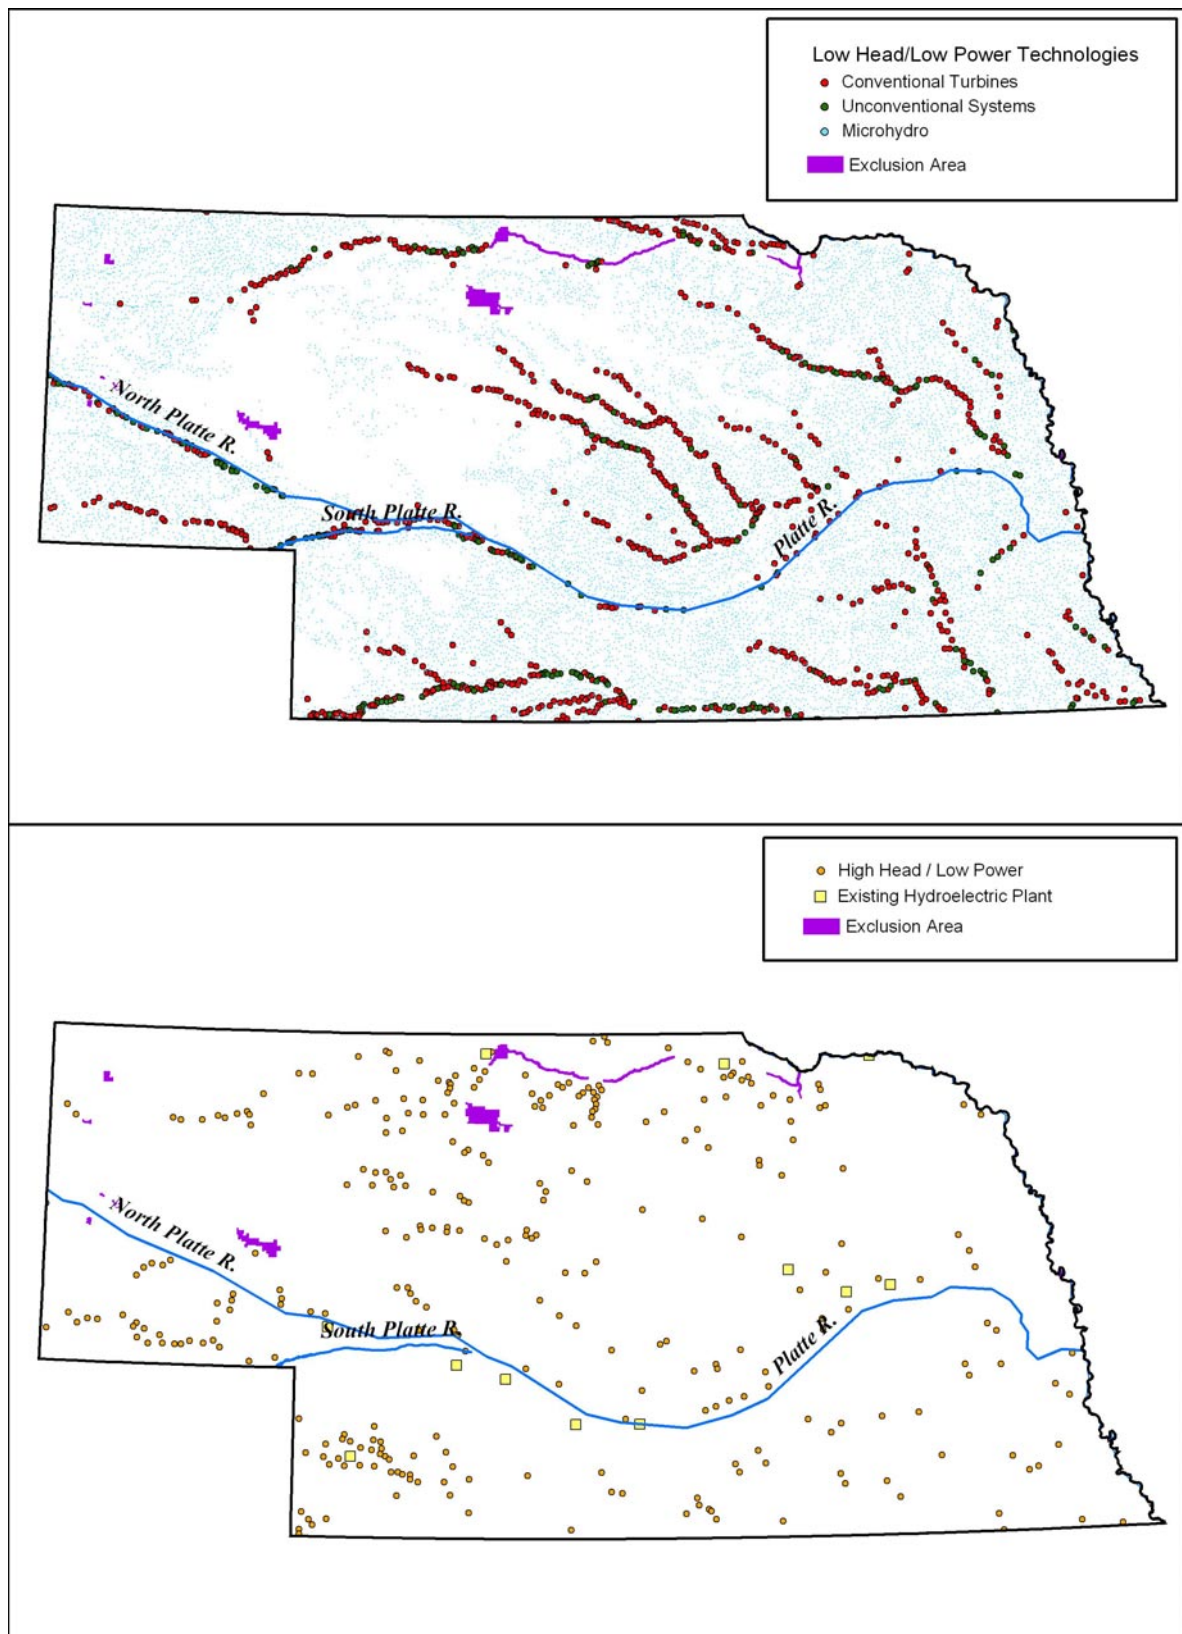 Low Head/Low Power Technologies
Conventional Turbines
Unconventional Systems
Microhydro
Exclusion Area
North Platte R.
South Platte R.
Platte R.
High Head / Low Power
Existing Hydroelectric Plant
Exclusion Area
North Platte R.
South Platte R.
Platte R.